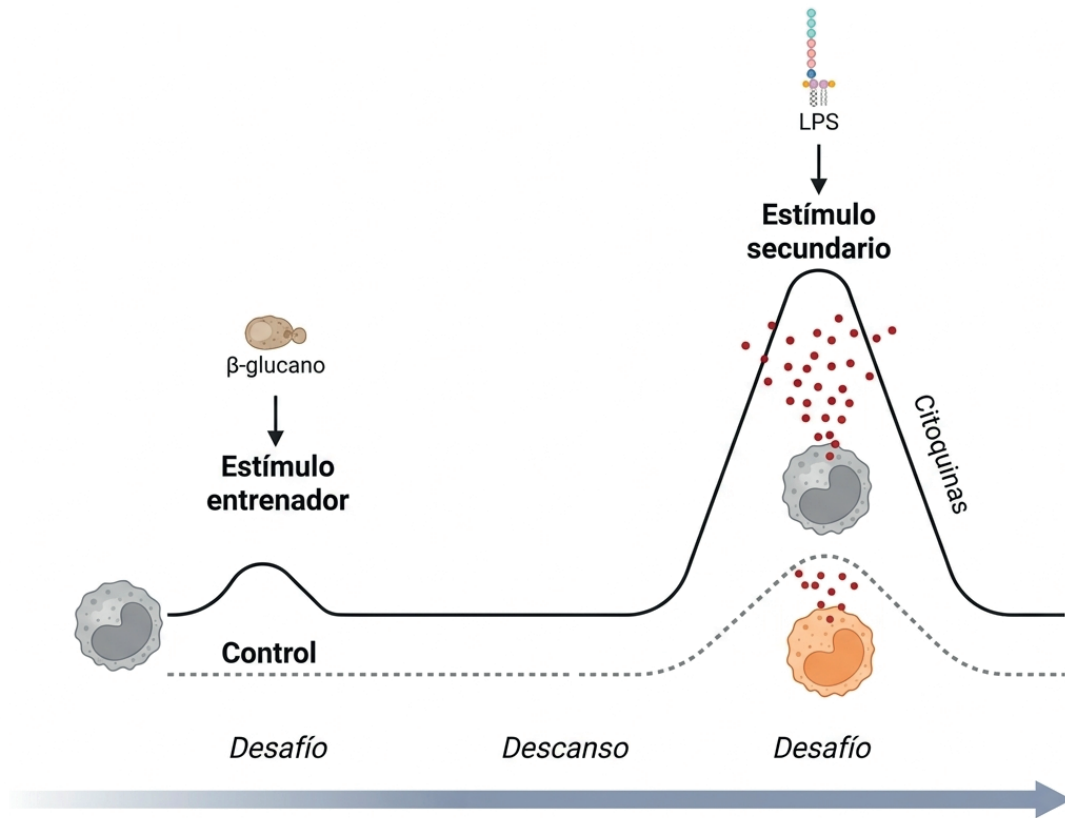 LPS
Estímulo
secundario
β-glucano
Estímulo
entrenador
Citoquinas
Control
Desafío
Descanso
Desafío